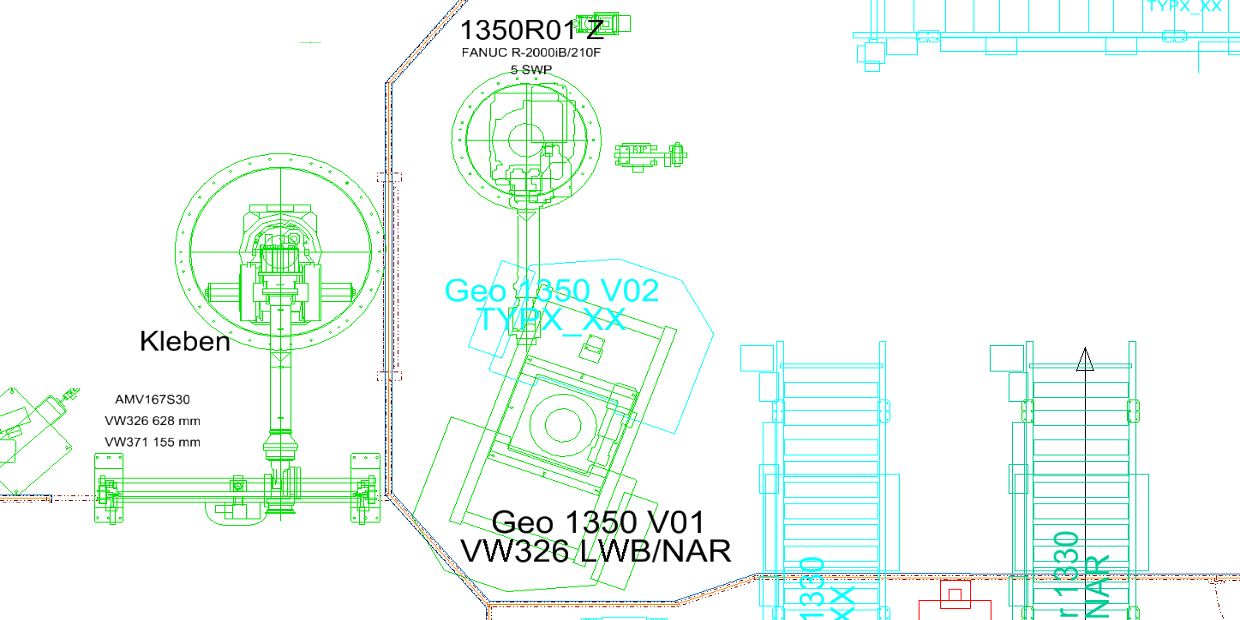 TYPX_XX
1350R01 Z
FANUC R-2000iB/210F
5 SWP
Geo 1350 V02
TYPX_XX
Kleben
AMV167S30
VW326 628 mm
VW371 155 mm
Geo 1350 V01
VW326 LWB/NAR
1330
XX
r 1330
NAR